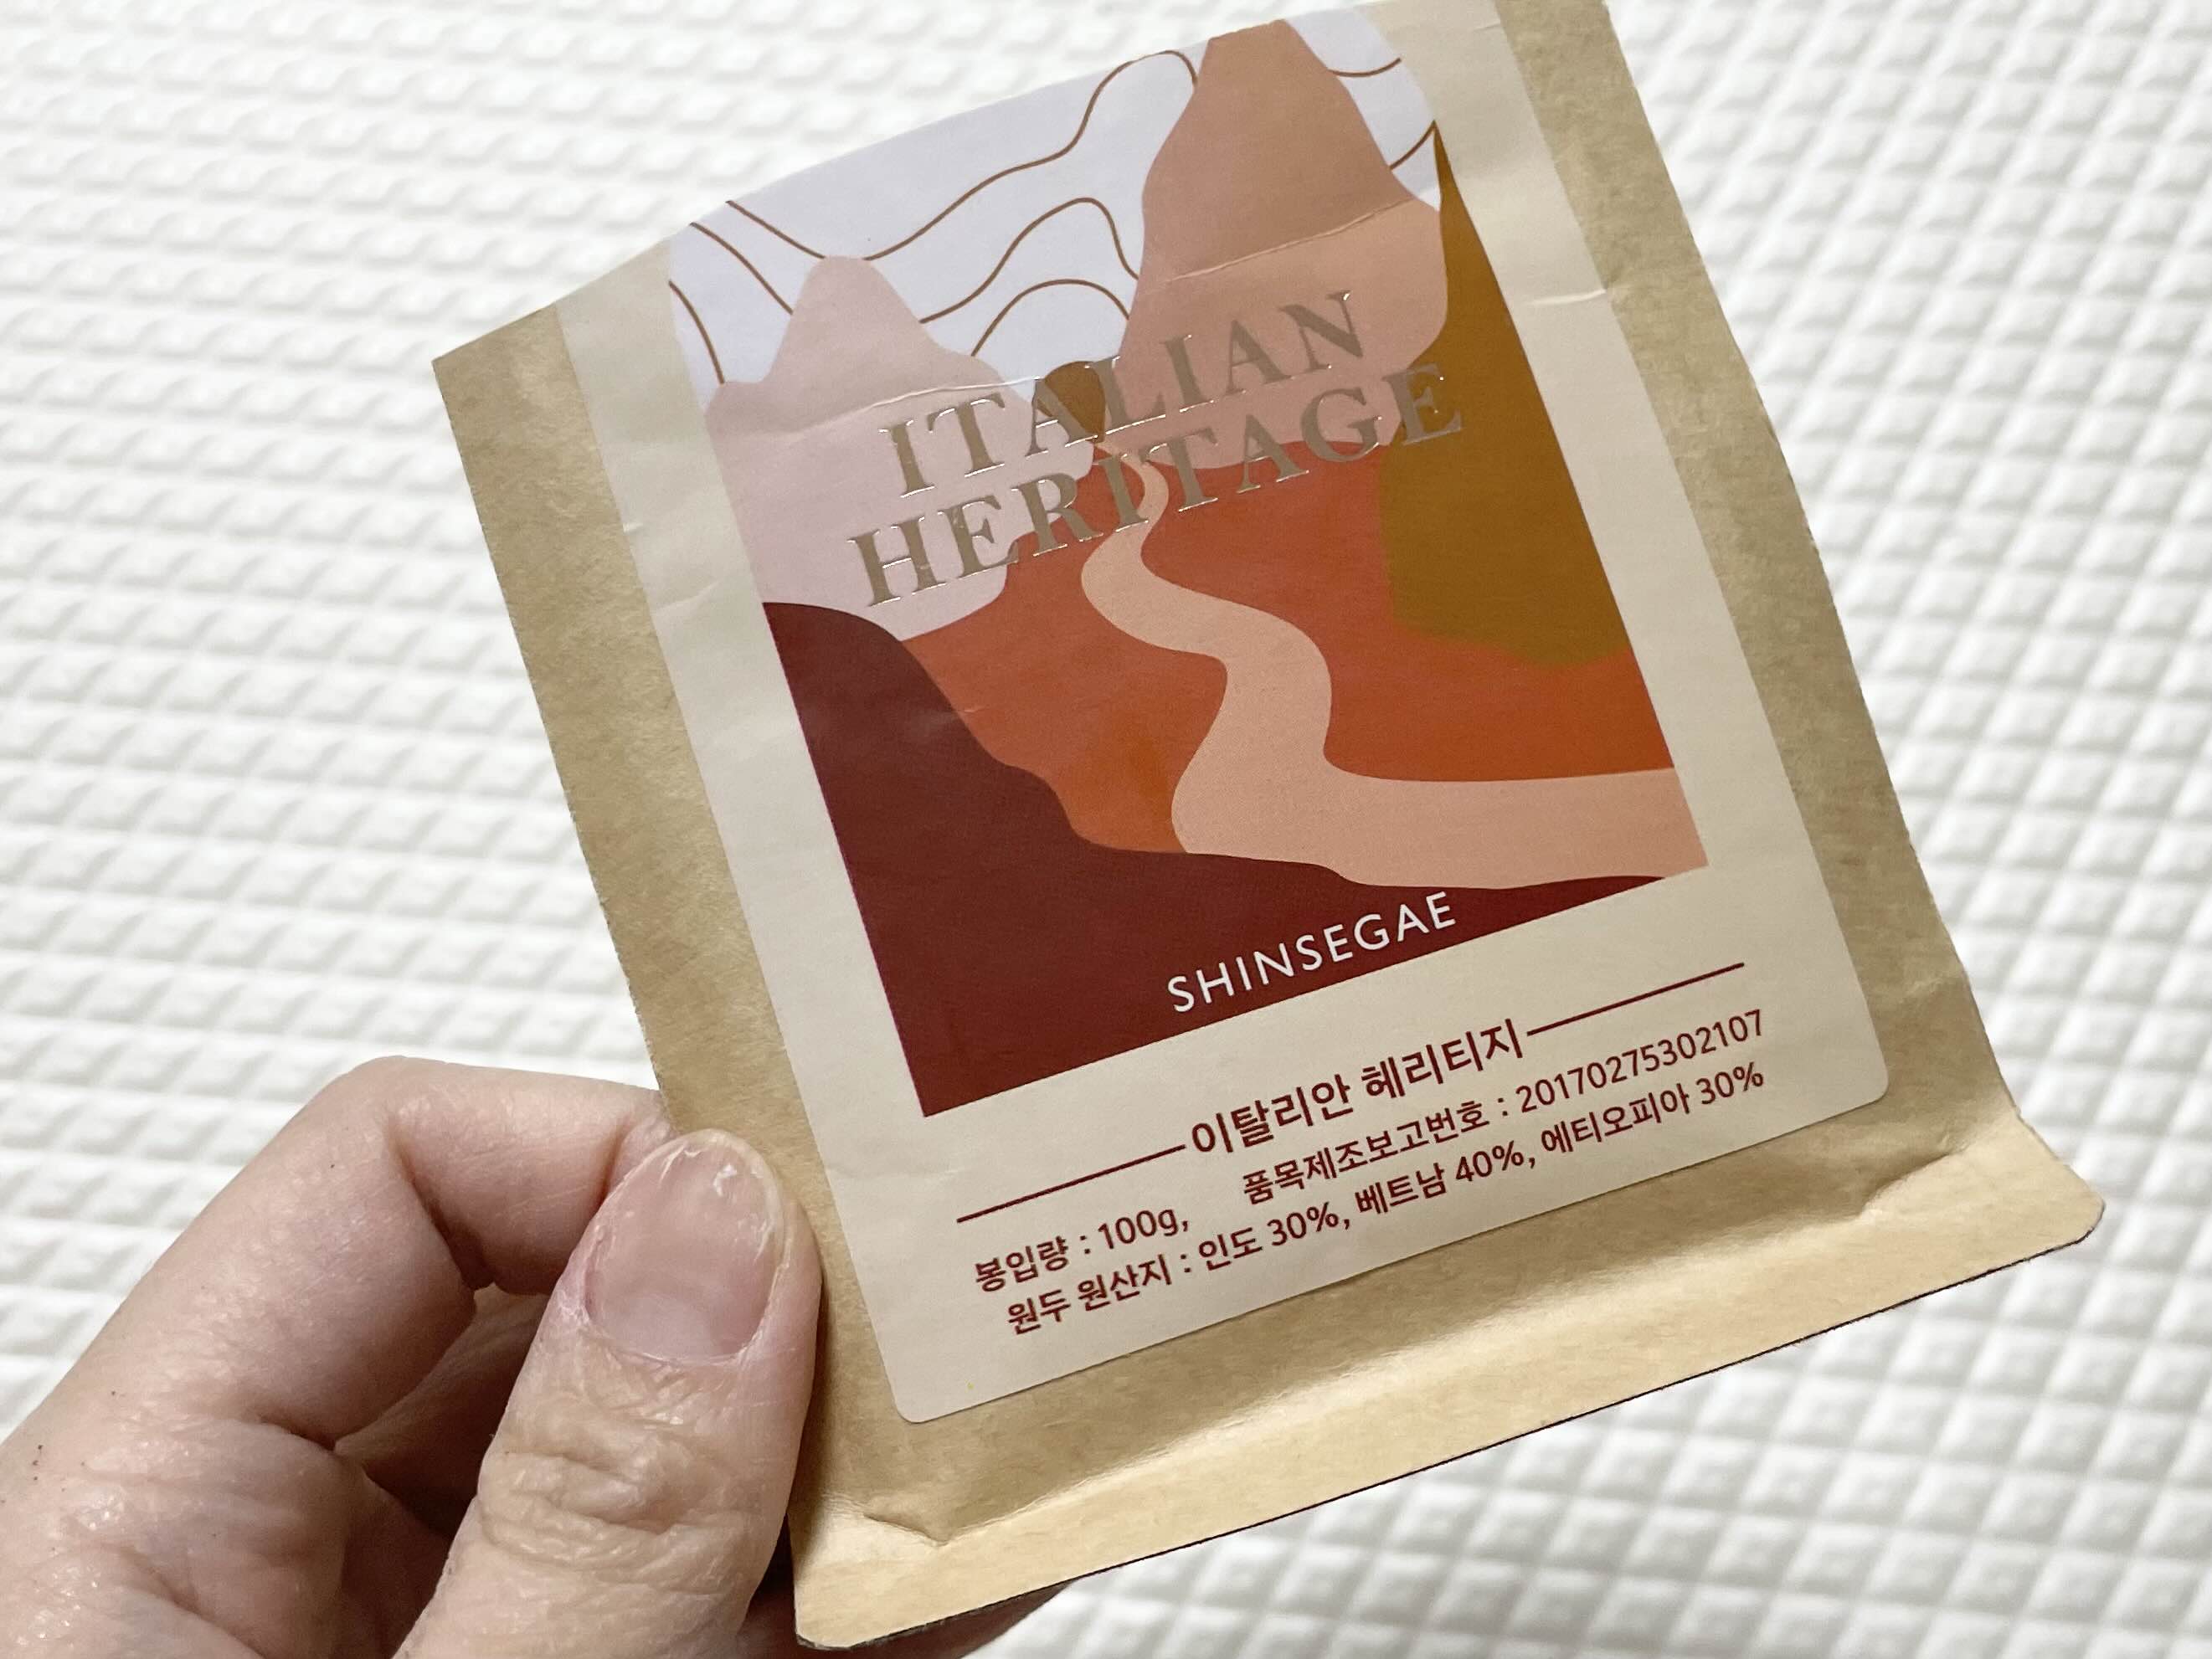 ITALIAN
HERITAGE
SHINSEGAE
이탈리안 헤리티지
봉입량 : 100g, 품목제조보고번호 : 20170275302107
원두 원산지 : 인도 30%, 베트남 40%, 에티오피아 30%